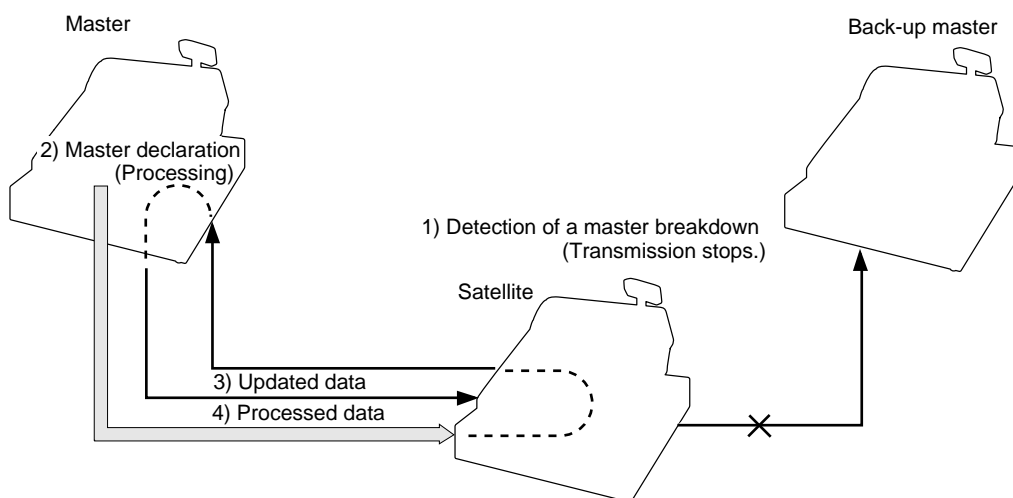 Master
Back-up master
2) Master declaration
(Processing)
1) Detection of a master breakdown
(Transmission stops.)
Satellite
3) Updated data
4) Processed data